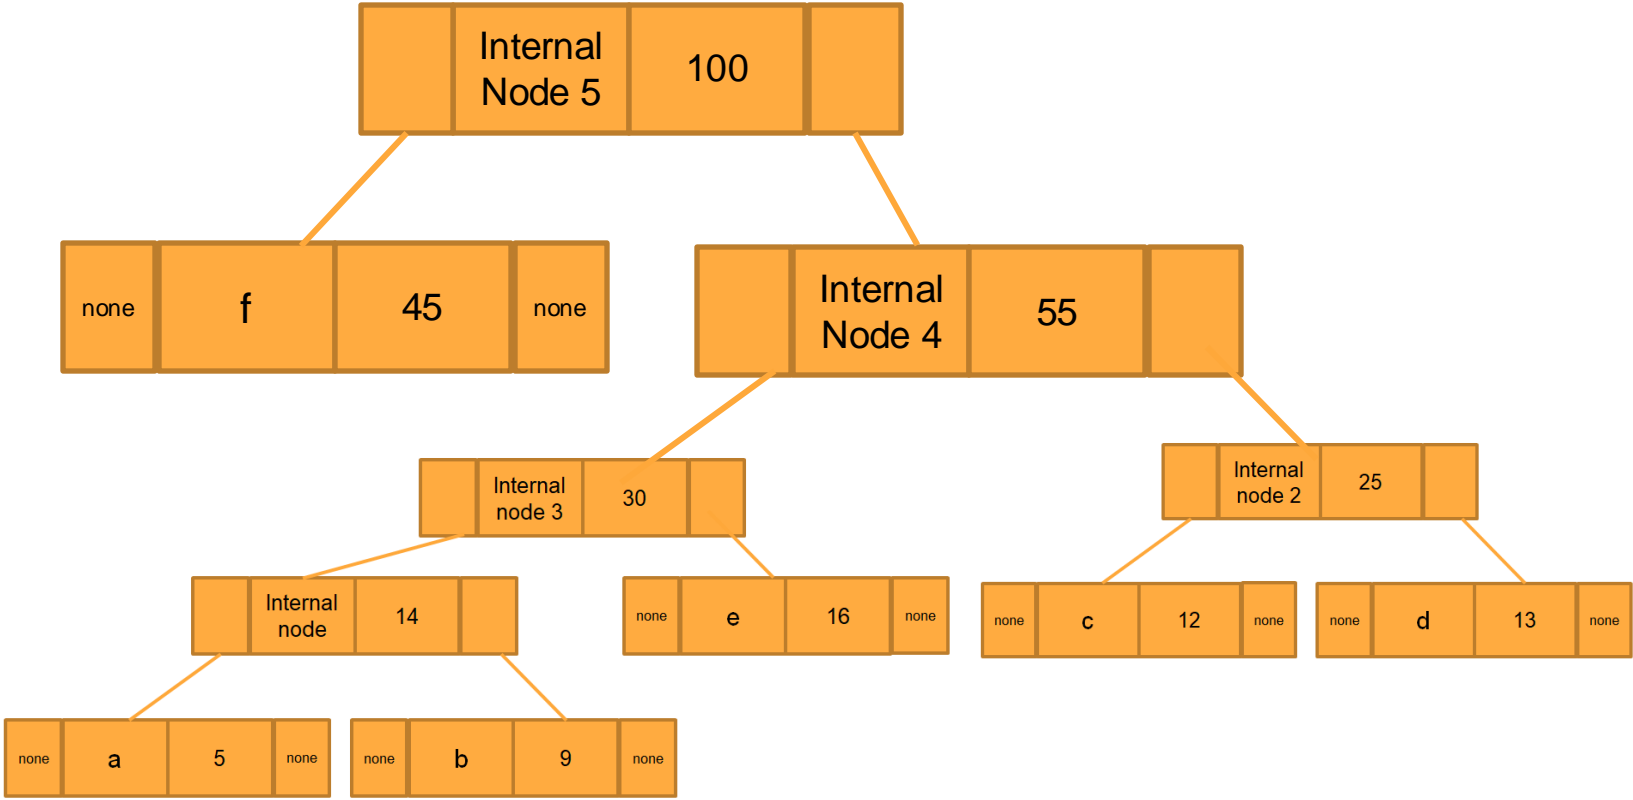 Internal
Node 5
100
none
f
45
none
Internal
Node 4
55
Internal
node 3
30
Internal
node 2
25
Internal
node
14
none
e
16
none
none
c
12
none
none
d
13
none
none
a
5
none
none
b
9
none